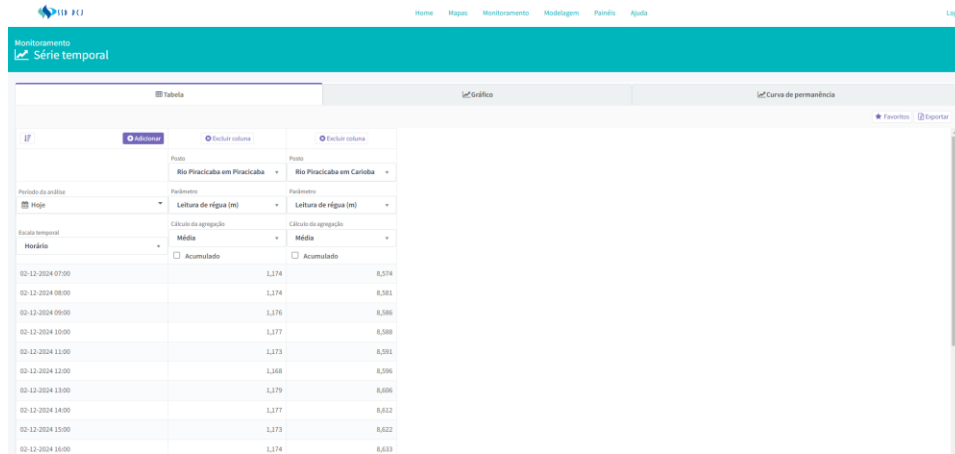 SSD PCJ
Home Mapas Monitoramento Modelagem Painéis Ajuda
Monitoramento
Série temporal
Tabela Gráfico Curva de permanência
Favoritos Exportar
Adicionar Excluir coluna Excluir coluna
Posto Posto
Rio Piracicaba em Piracicaba Rio Piracicaba em Carioba
Período da análise Parâmetro Parâmetro
Hoje Leitura de régua (m) Leitura de régua (m)
Escala temporal Cálculo da agregação Cálculo da agregação
Horário Média Média
Acumulado Acumulado
02-12-2024 07:00 1,174 8,574
02-12-2024 08:00 1,174 8,581
02-12-2024 09:00 1,176 8,586
02-12-2024 10:00 1,177 8,588
02-12-2024 11:00 1,173 8,591
02-12-2024 12:00 1,168 8,596
02-12-2024 13:00 1,179 8,606
02-12-2024 14:00 1,177 8,612
02-12-2024 15:00 1,173 8,622
02-12-2024 16:00 1,174 8,633